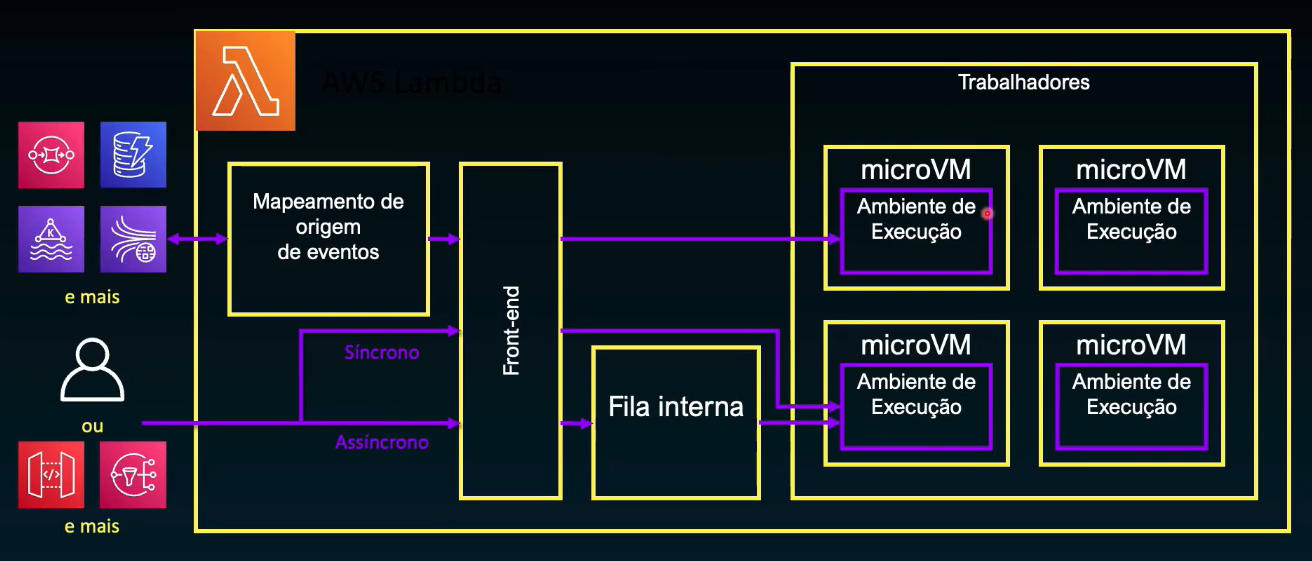 AWS Lambda
Trabalhadores
Mapeamento de
origem
de eventos
e mais
Síncrono
ou
Assíncrono
e mais
Front-end
Fila interna
microVM
Ambiente de
Execução
microVM
Ambiente de
Execução
microVM
Ambiente de
Execução
microVM
Ambiente de
Execução
K